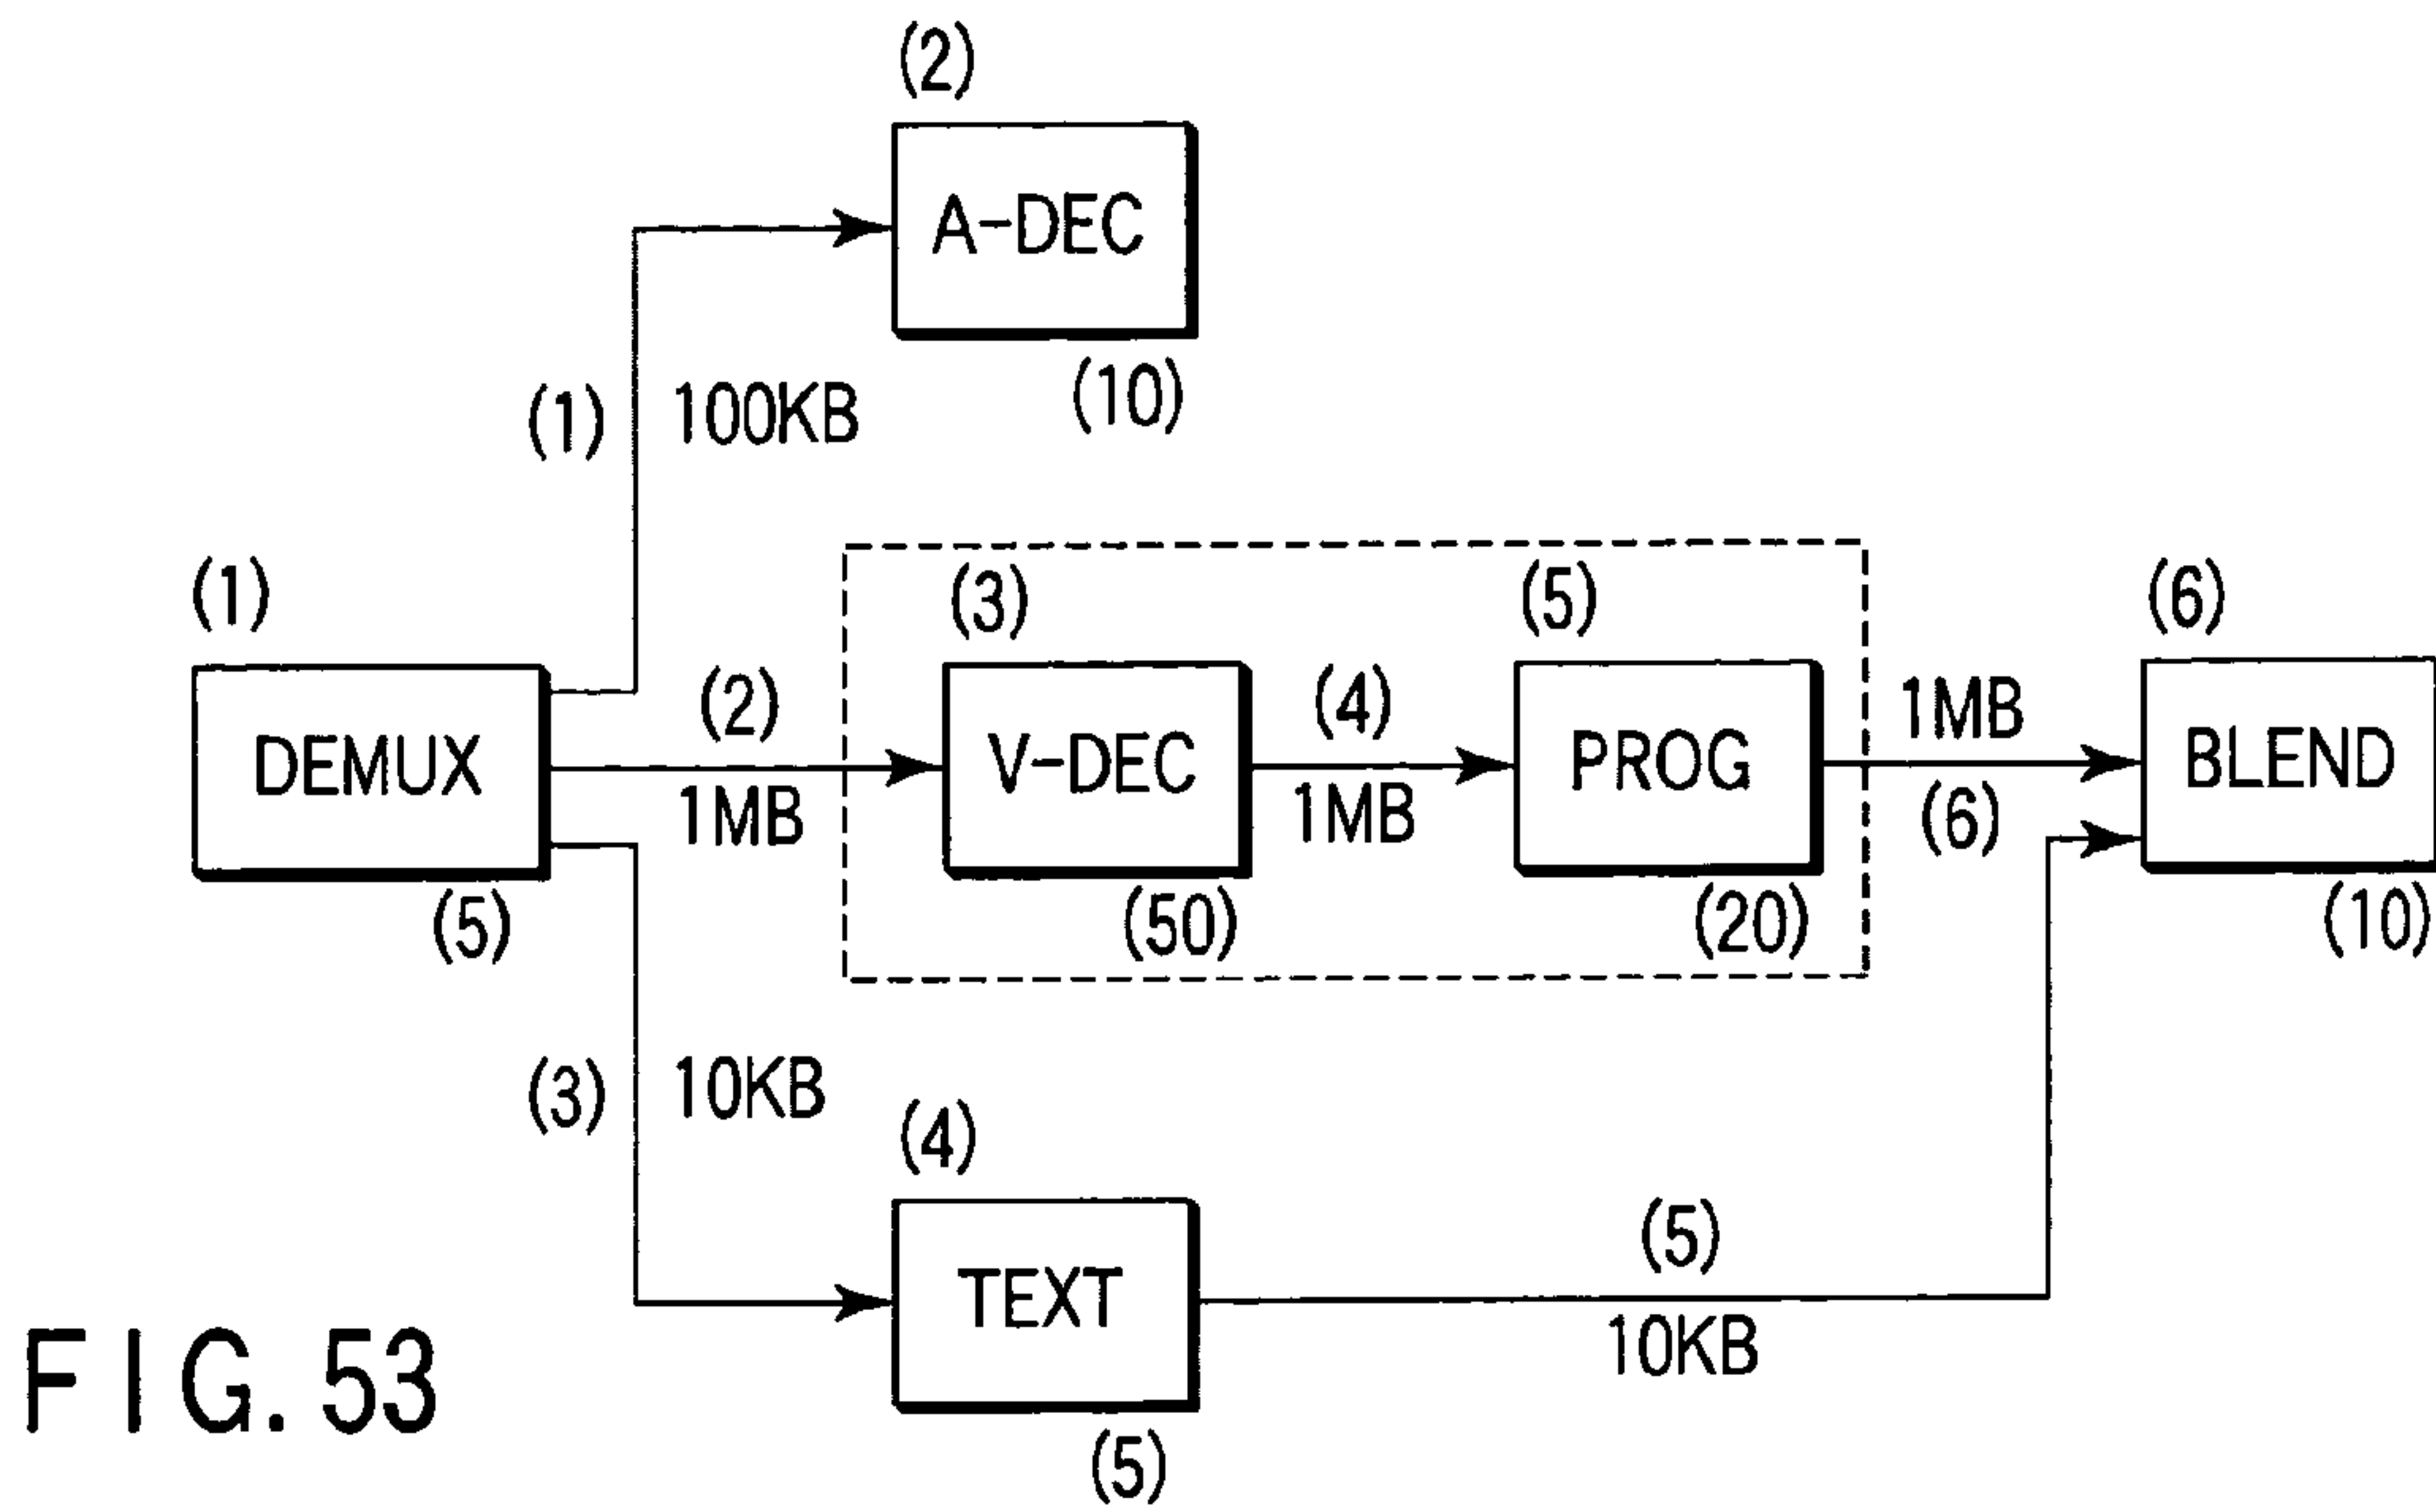 (2)
A-DEC
(10)
(1) 100KB
(1)
DEMUX
(5)
(2)
1MB
(3)
V-DEC
(50)
(4)
1MB
(5)
PROG
(20)
1MB
(6)
(6)
BLEND
(10)
(3) 10KB
(4)
TEXT
(5)
(5)
10KB
FIG. 53